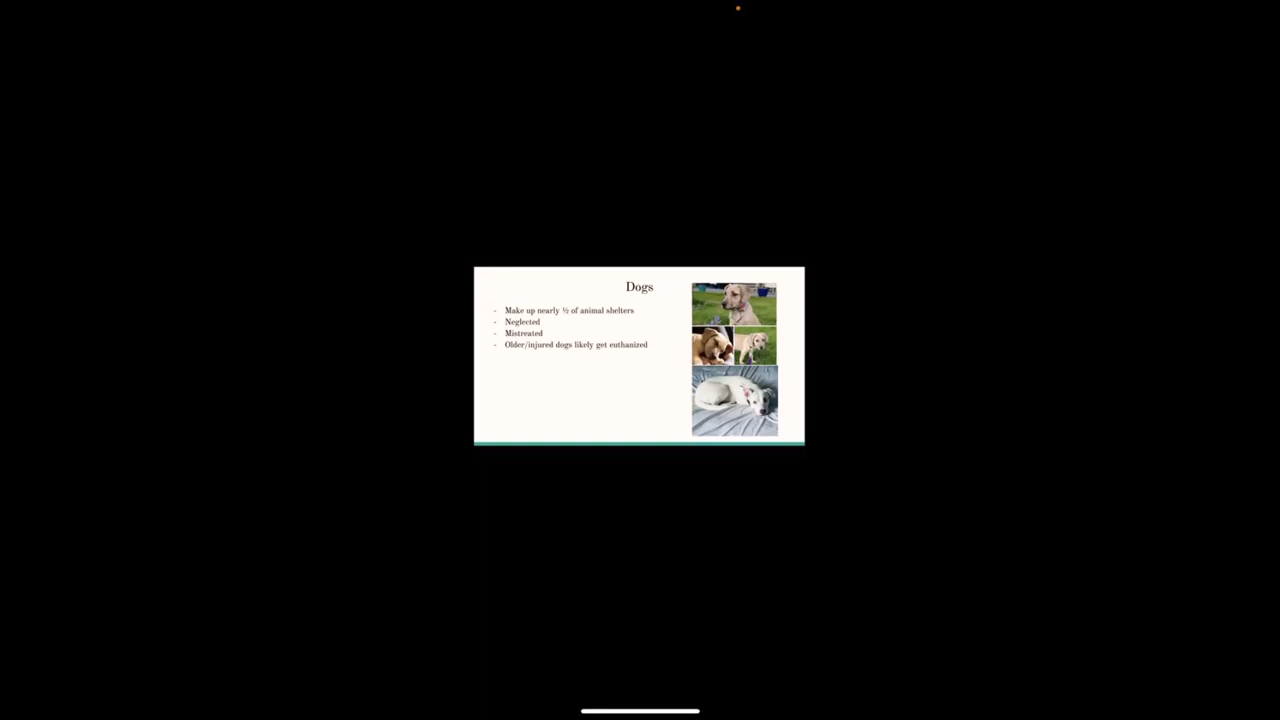 Dogs
- Make up nearly ½ of animal shelters
- Neglected
- Mistreated
- Older/injured dogs likely get euthanized